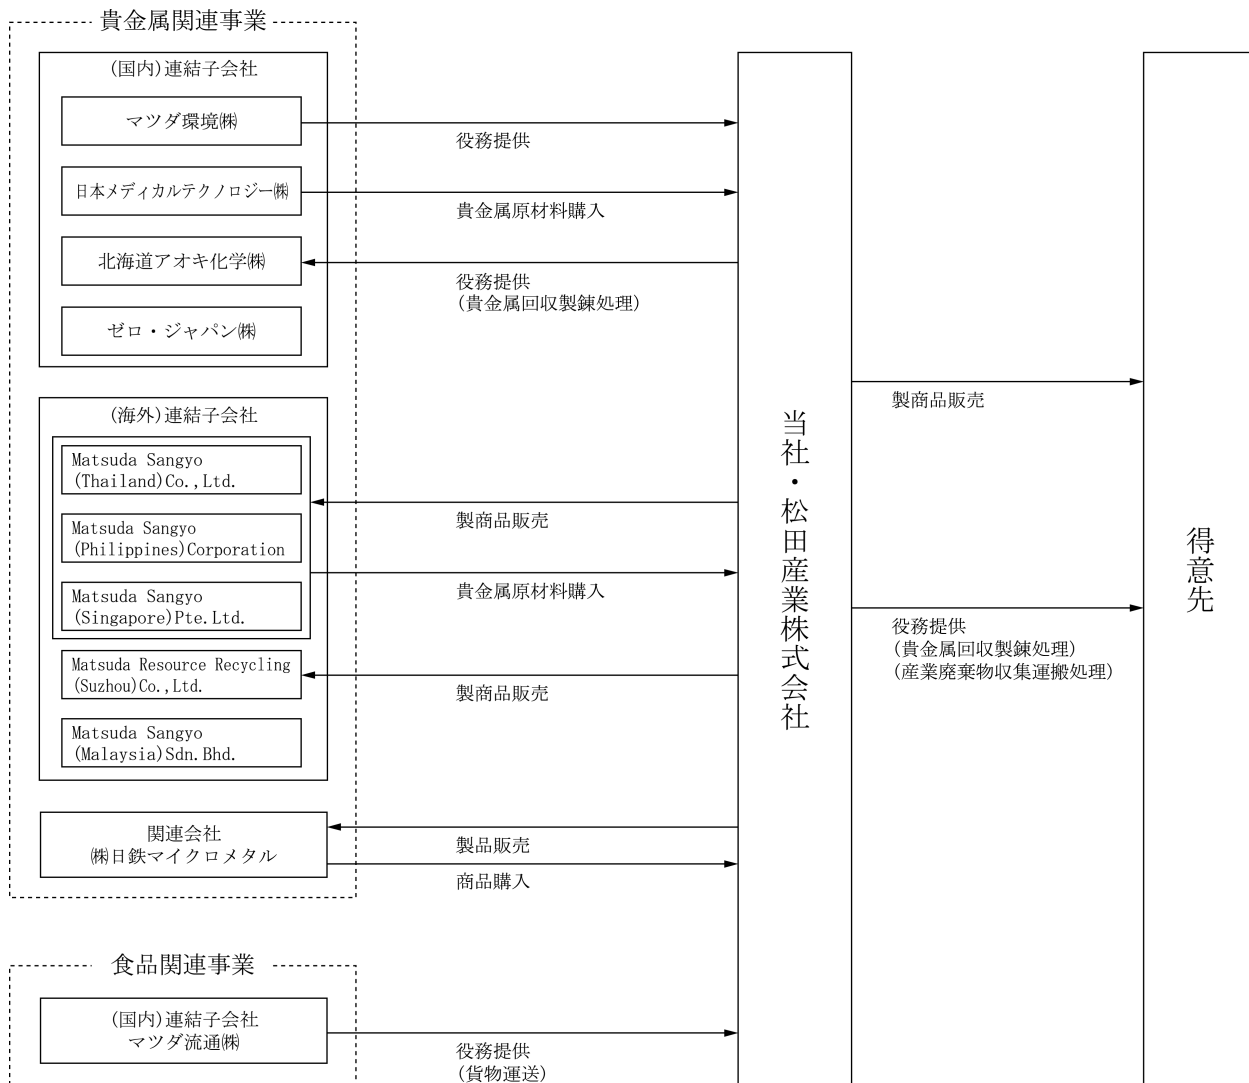 貴金属関連事業
(国内)連結子会社
マツダ環境㈱
役務提供
日本メディカルテクノロジー㈱
貴金属原材料購入
北海道アオキ化学㈱
役務提供
(貴金属回収製錬処理)
ゼロ・ジャパン㈱
(海外)連結子会社
Matsuda Sangyo
(Thailand)Co.,Ltd.
Matsuda Sangyo
(Philippines)Corporation
Matsuda Sangyo
(Singapore)Pte.Ltd.
製商品販売
貴金属原材料購入
Matsuda Resource Recycling
(Suzhou)Co.,Ltd.
製商品販売
Matsuda Sangyo
(Malaysia)Sdn.Bhd.
関連会社
㈱日鉄マイクロメタル
製品販売
商品購入
食品関連事業
(国内)連結子会社
マツダ流通㈱
役務提供
(貨物運送)
当社・松田産業株式会社
製商品販売
役務提供
(貴金属回収製錬処理)
(産業廃棄物収集運搬処理)
得意先